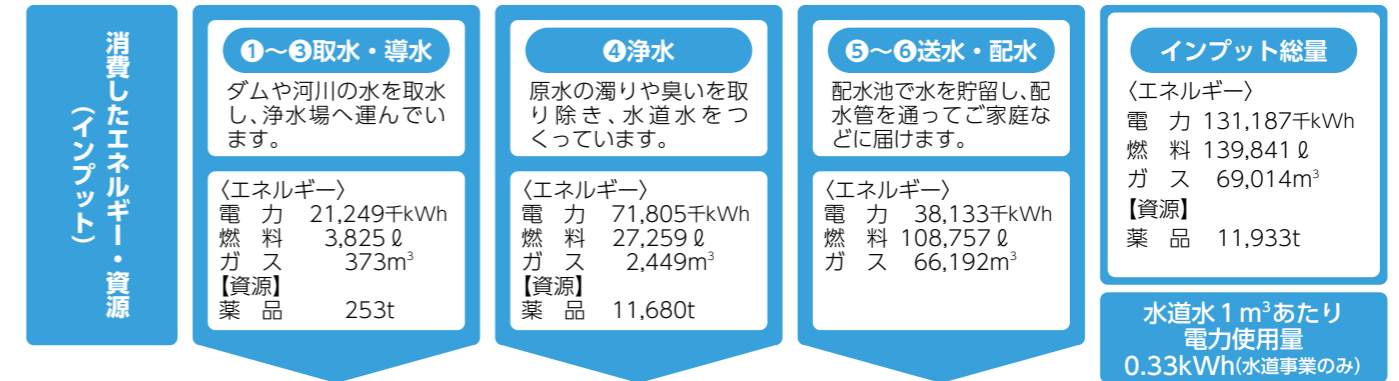 消費したエネルギー・資源
（インプット）
❶〜❸取水・導水
ダムや河川の水を取水
し、浄水場へ運んでい
ます。
〈エネルギー〉
電　力 21,249千kWh
燃　料 3,825ℓ
ガ　ス 373m³
【資源】
薬　品 253t
❹浄水
原水の濁りや臭いを取
り除き、水道水をつ
くっています。
〈エネルギー〉
電　力 71,805千kWh
燃　料 27,259ℓ
ガ　ス 2,449m³
【資源】
薬　品 11,680t
❺〜❻送水・配水
配水池で水を貯留し、配
水管を通ってご家庭な
どに届けます。
〈エネルギー〉
電　力 38,133千kWh
燃　料 108,757ℓ
ガ　ス 66,192m³
インプット総量
〈エネルギー〉
電　力 131,187千kWh
燃　料 139,841ℓ
ガ　ス 69,014m³
【資源】
薬　品 11,933t
水道水1m³あたり
電力使用量
0.33kWh(水道事業のみ)